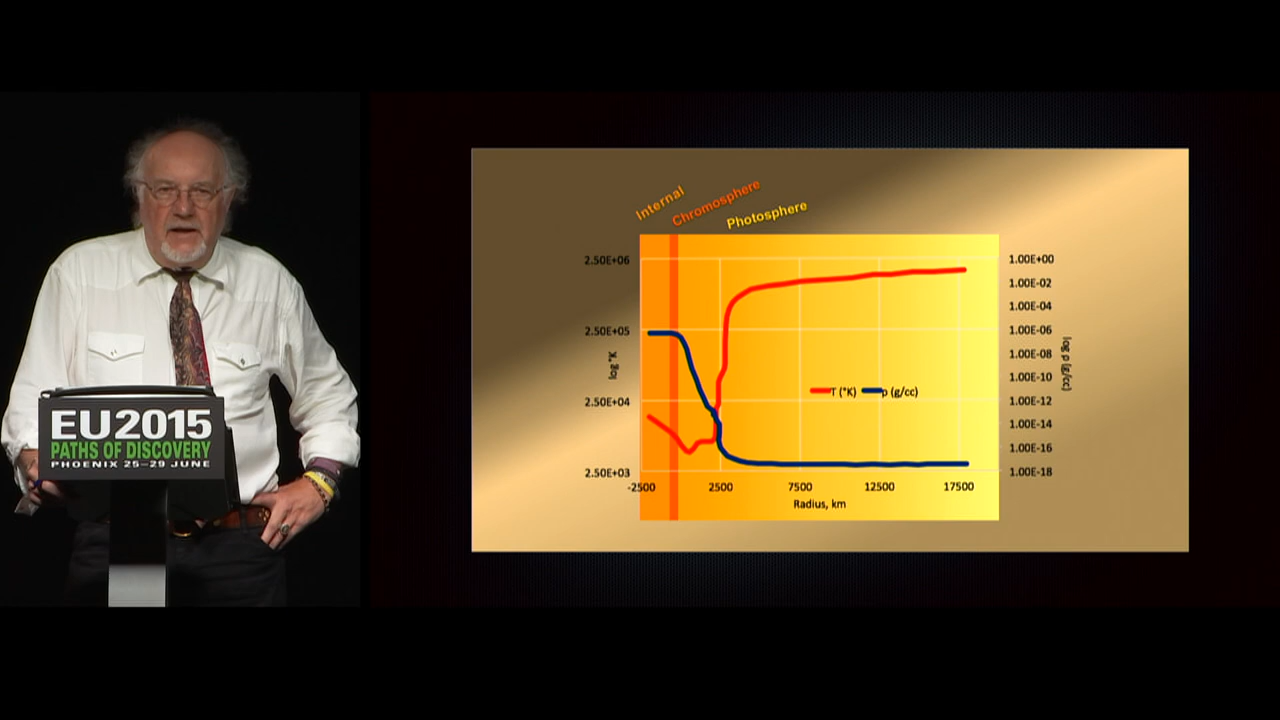 EU2015
PATHS OF DISCOVERY
PHOENIX 25–29 JUNE
Internal
Chromosphere
Photosphere
2.50E+06
2.50E+05
2.50E+04
2.50E+03
log °K
1.00E+00
1.00E-02
1.00E-04
1.00E-06
1.00E-08
1.00E-10
1.00E-12
1.00E-14
1.00E-16
1.00E-18
log ρ (g/cc)
T (°K) ρ (g/cc)
-2500 2500 7500 12500 17500
Radius, km